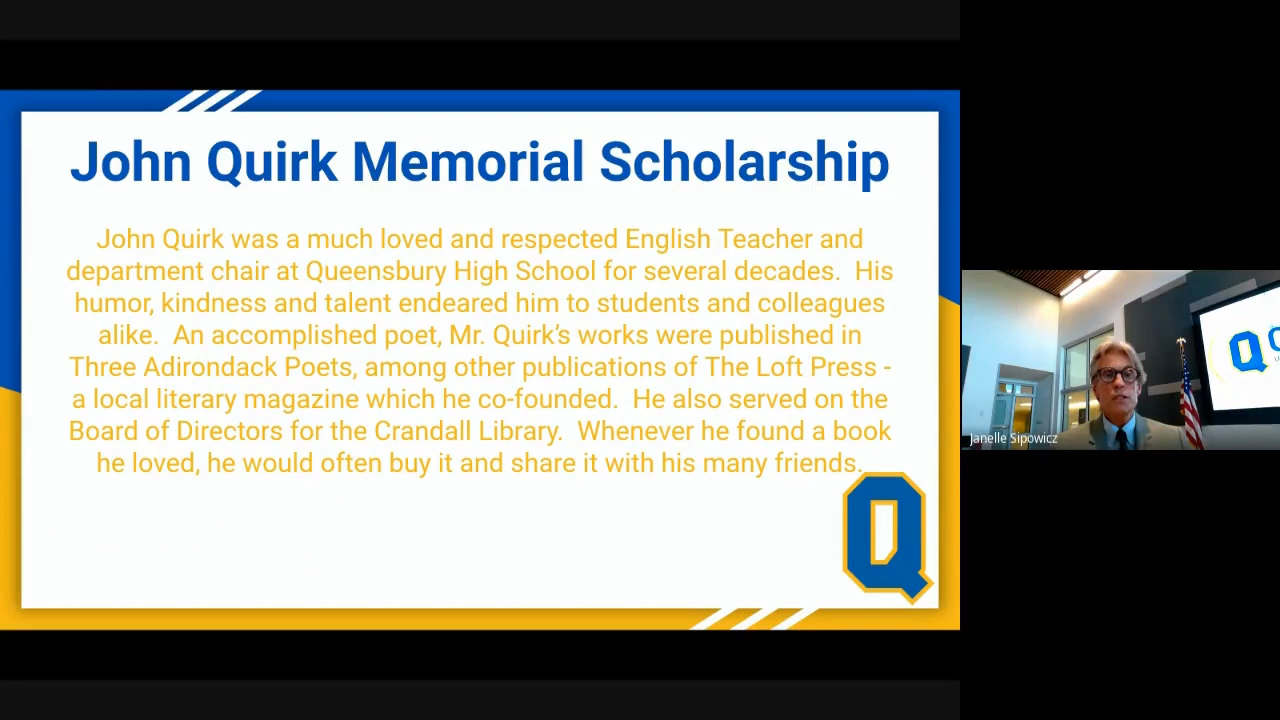 John Quirk Memorial Scholarship
John Quirk was a much loved and respected English Teacher and
department chair at Queensbury High School for several decades.  His
humor, kindness and talent endeared him to students and colleagues
alike.  An accomplished poet, Mr. Quirk’s works were published in
Three Adirondack Poets, among other publications of The Loft Press -
a local literary magazine which he co-founded.  He also served on the
Board of Directors for the Crandall Library.  Whenever he found a book
he loved, he would often buy it and share it with his many friends.
Q
Q
Janelle Sipowicz